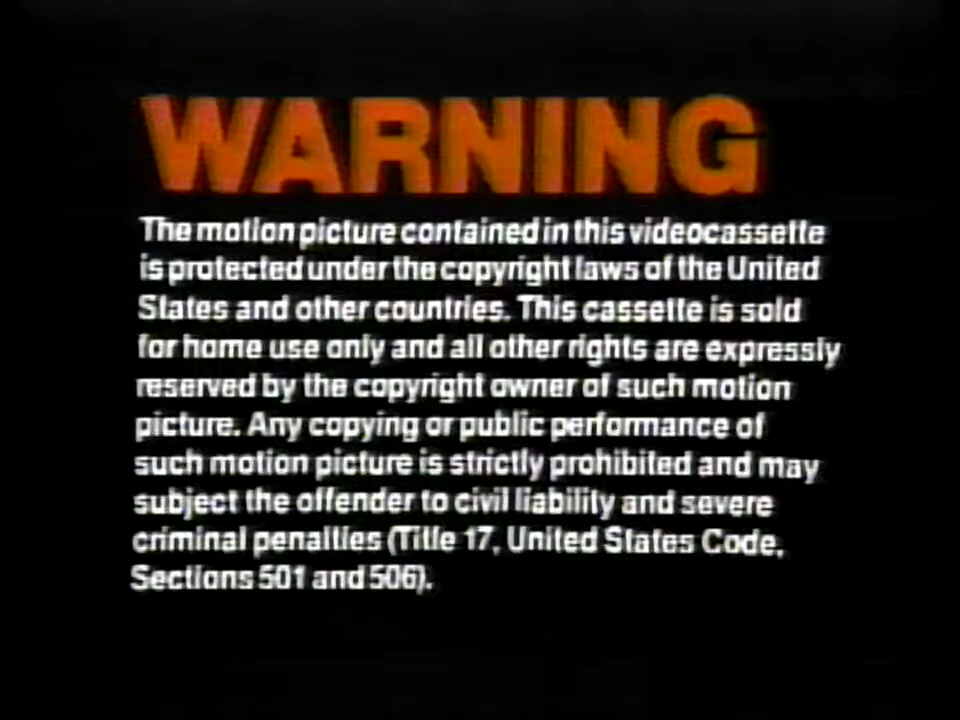 WARNING
The motion picture contained in this videocassette
is protected under the copyright laws of the United
States and other countries. This cassette is sold
for home use only and all other rights are expressly
reserved by the copyright owner of such motion
picture. Any copying or public performance of
such motion picture is strictly prohibited and may
subject the offender to civil liability and severe
criminal penalties (Title 17, United States Code,
Sections 501 and 506).